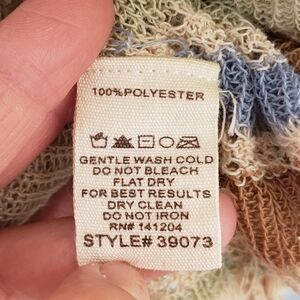 100%POLYESTER
GENTLE WASH COLD
DO NOT BLEACH
FLAT DRY
FOR BEST RESULTS
DRY CLEAN
DO NOT IRON
RN# 141204
STYLE# 39073